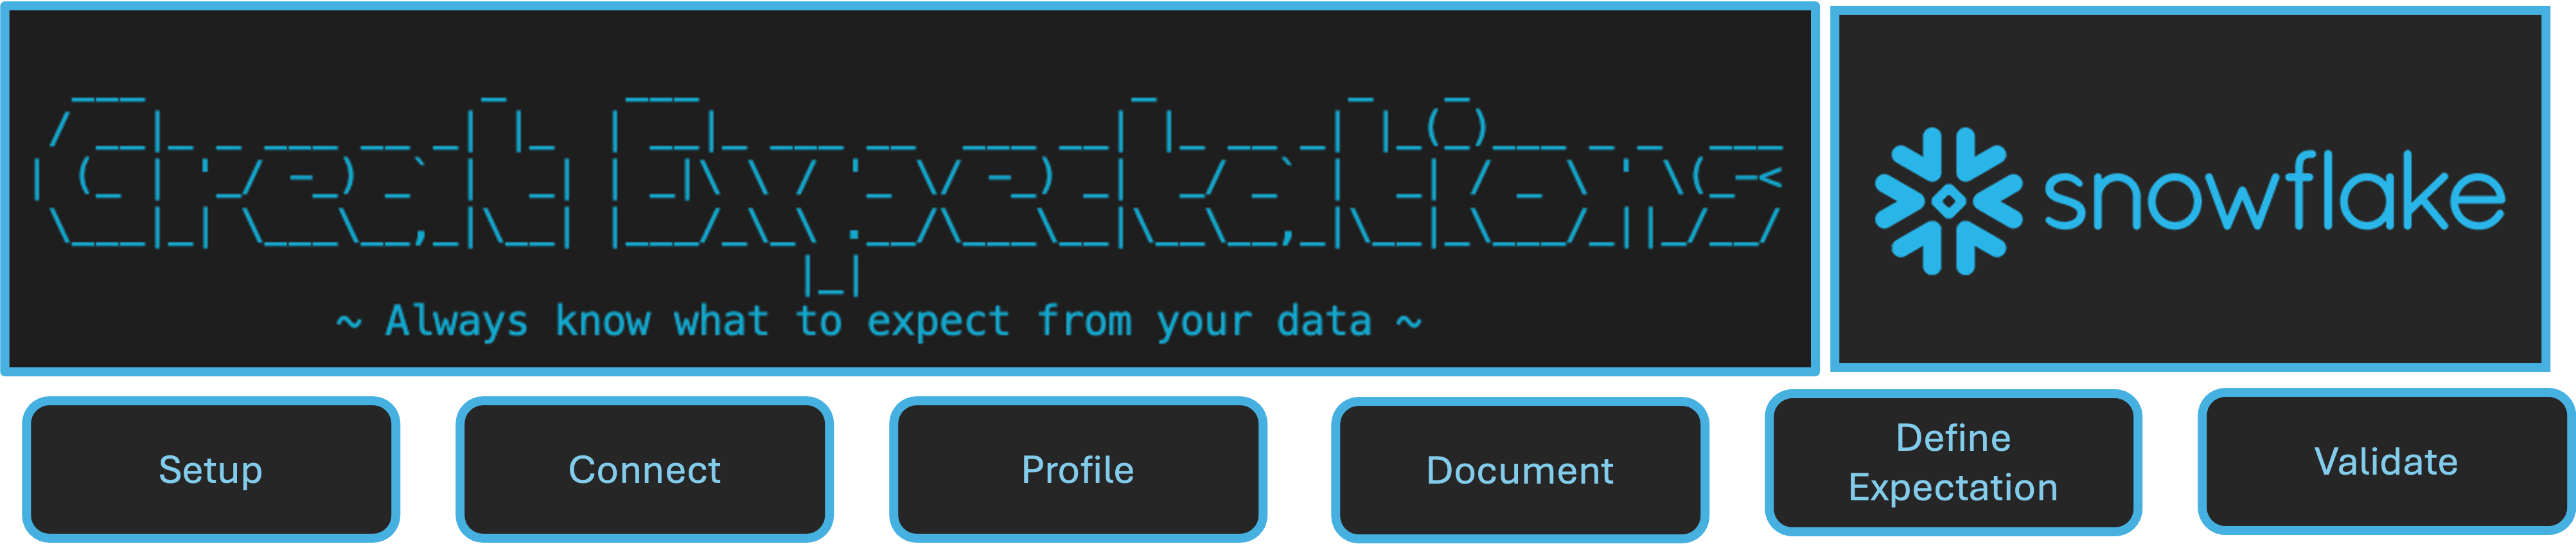 Great Expectations
~ Always know what to expect from your data ~
snowflake
Setup
Connect
Profile
Document
Define
Expectation
Validate